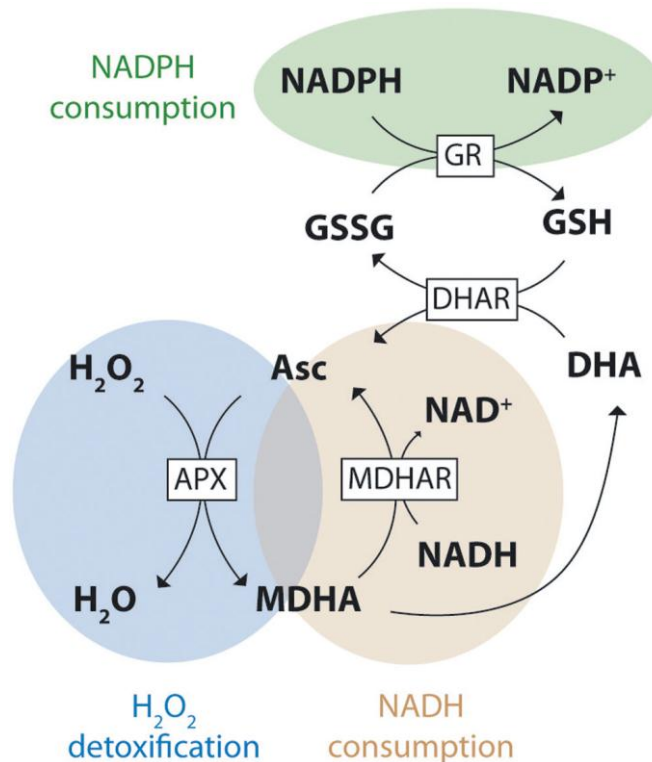 NADPH
consumption
NADPH
NADP⁺
GR
GSSG
GSH
DHAR
H₂O₂
Asc
DHA
NAD⁺
APX
MDHAR
NADH
H₂O
MDHA
H₂O₂
detoxification
NADH
consumption